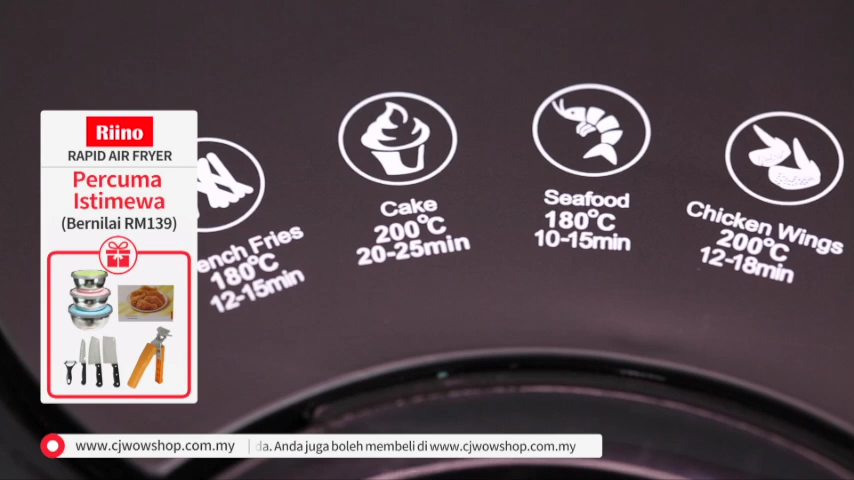 Riino
RAPID AIR FRYER
Percuma
Istimewa
(Bernilai RM139)
Fries
180°C
12-15min
Cake
200°C
20-25min
Seafood
180°C
10-15min
Chicken Wings
200°C
12-18min
www.cjwowshop.com.my
da. Anda juga boleh membeli di www.cjwowshop.com.my